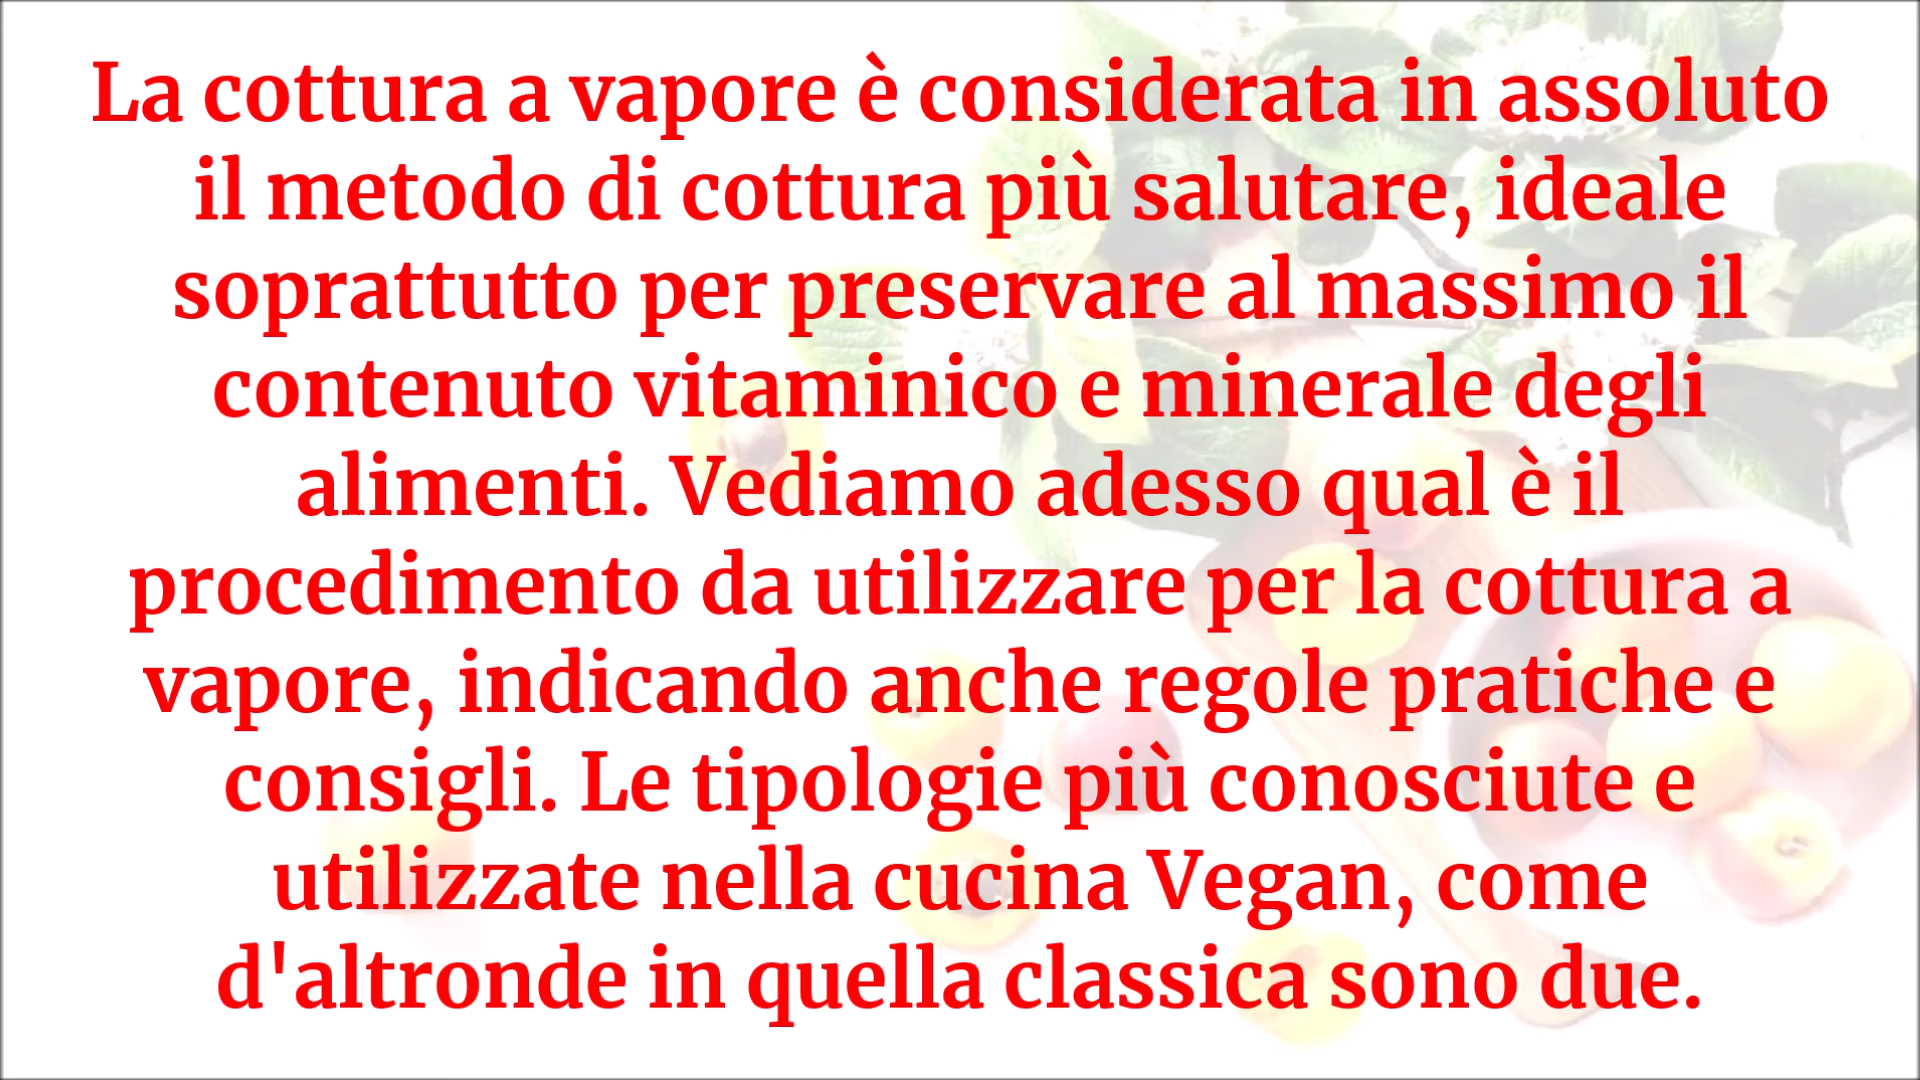 La cottura a vapore è considerata in assoluto
il metodo di cottura più salutare, ideale
soprattutto per preservare al massimo il
contenuto vitaminico e minerale degli
alimenti. Vediamo adesso qual è il
procedimento da utilizzare per la cottura a
vapore, indicando anche regole pratiche e
consigli. Le tipologie più conosciute e
utilizzate nella cucina Vegan, come
d'altronde in quella classica sono due.